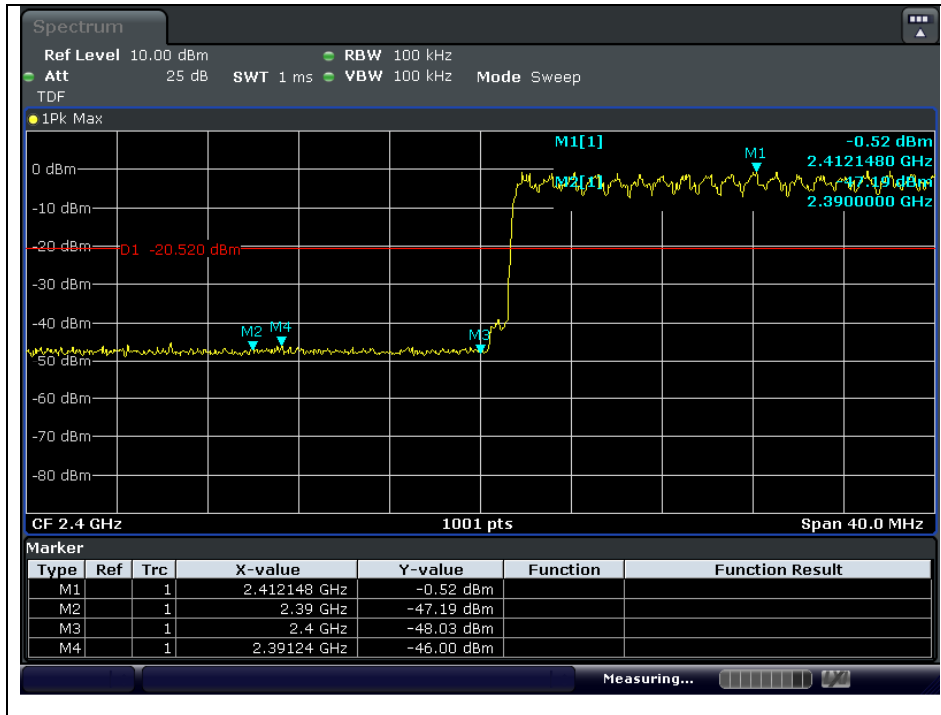 Spectrum
Ref Level 10.00 dBm RBW 100 kHz
Att 25 dB SWT 1 ms VBW 100 kHz Mode Sweep
TDF
1Pk Max
M1[1] -0.52 dBm
M1 2.4121480 GHz
0 dBm
M2[1] -47.19 dBm
2.3900000 GHz
-10 dBm
-20 dBm D1 -20.520 dBm
-30 dBm
-40 dBm
M2 M4 M3
-50 dBm
-60 dBm
-70 dBm
-80 dBm
CF 2.4 GHz 1001 pts Span 40.0 MHz
Marker
Type Ref Trc X-value Y-value Function Function Result
M1 1 2.412148 GHz -0.52 dBm
M2 1 2.39 GHz -47.19 dBm
M3 1 2.4 GHz -48.03 dBm
M4 1 2.39124 GHz -46.00 dBm
Measuring...